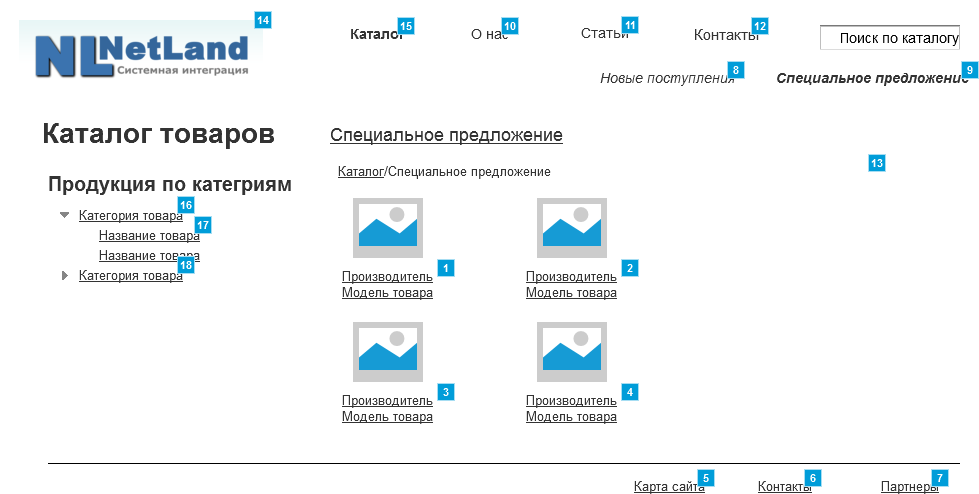 14
NLNetLand
Системная интеграция
Каталог 15
О нас 10
Статьи 11
Контакты 12
Поиск по каталогу
Новые поступления 8
Специальное предложение 9
Каталог товаров
Специальное предложение
13
Каталог/Специальное предложение
Продукция по категриям
Категория товара 16
Название товара 17
Название товара
Категория товара 18
Производитель 1
Модель товара
Производитель 2
Модель товара
Производитель 3
Модель товара
Производитель 4
Модель товара
Карта сайта 5
Контакты 6
Партнеры 7